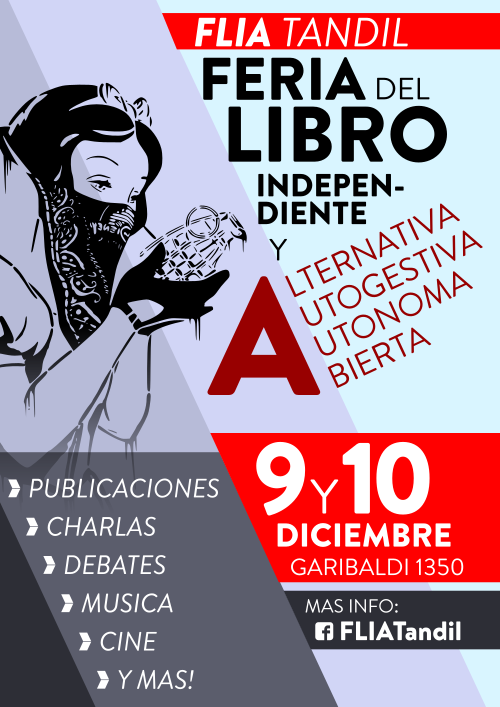 FLIA TANDIL
FERIA DEL
LIBRO
INDEPEN-
DIENTE
Y
ALTERNATIVA
UTOGESTIVA
UTONOMA
BIERTA
9 Y 10
DICIEMBRE
GARIBALDI 1350
PUBLICACIONES
CHARLAS
DEBATES
MUSICA
CINE
Y MAS!
MAS INFO:
FLIATandil